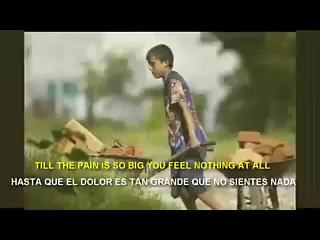 TILL THE PAIN IS SO BIG YOU FEEL NOTHING AT ALL
HASTA QUE EL DOLOR ES TAN GRANDE QUE NO SIENTES NADA